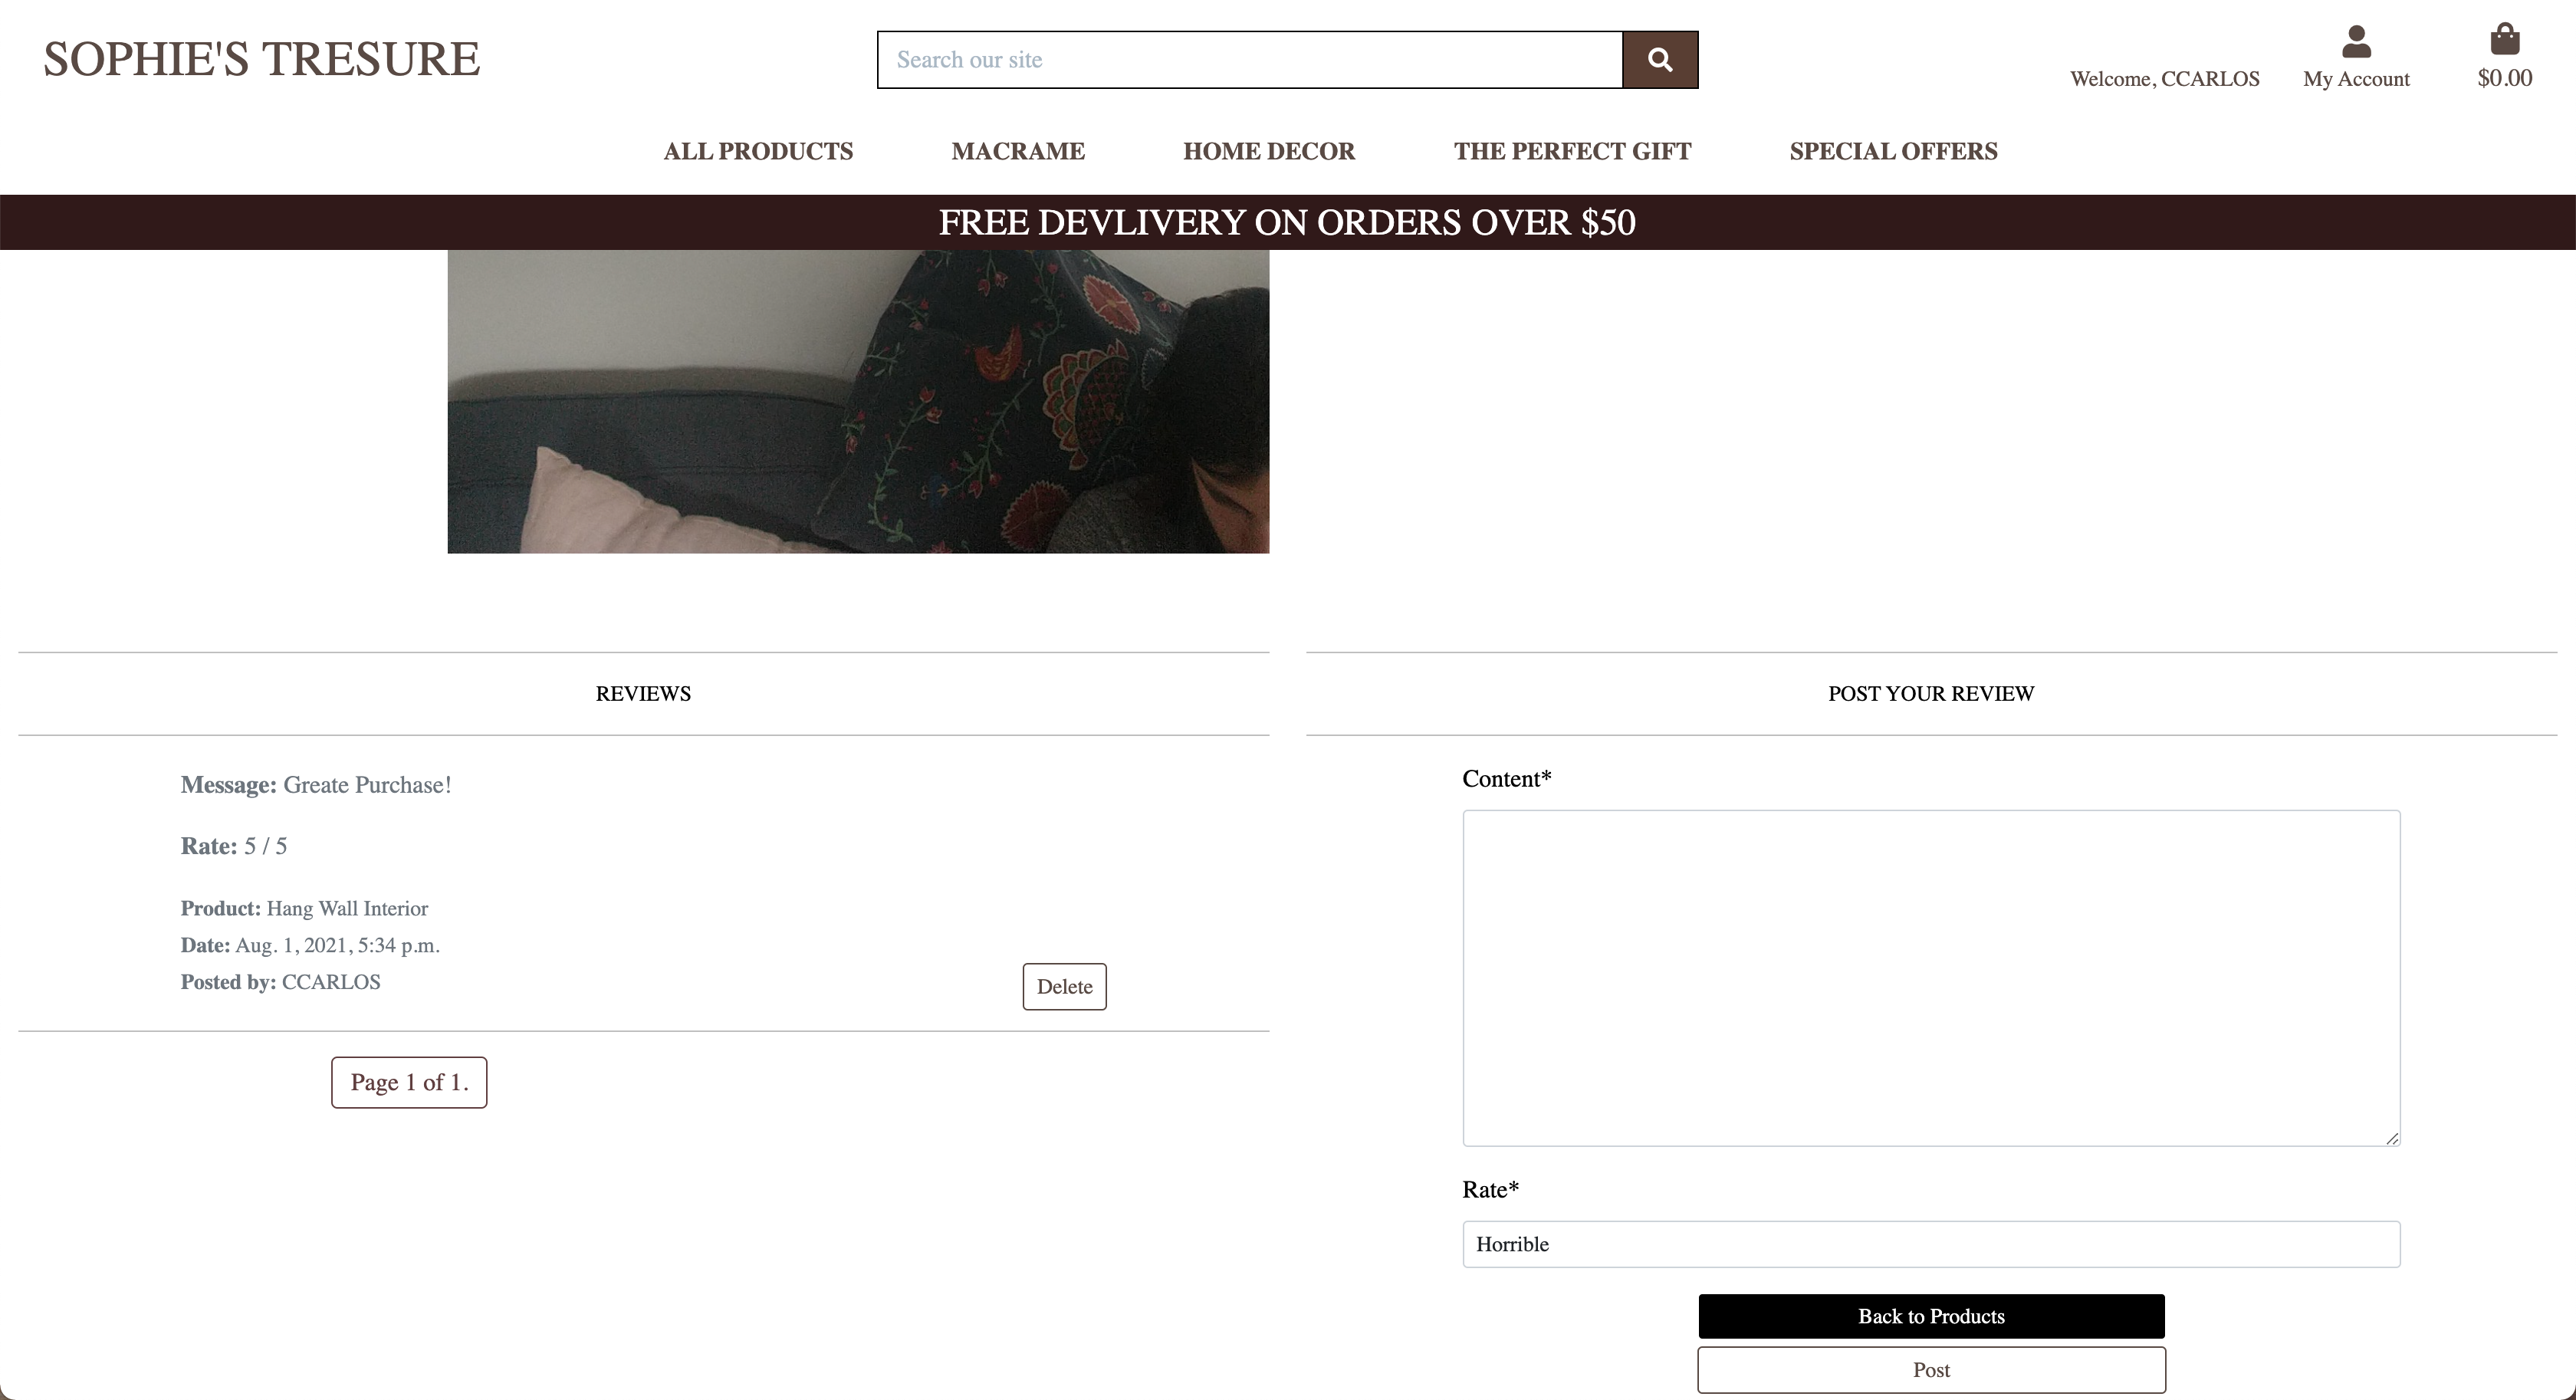 SOPHIE'S TRESURE
Search our site
Welcome, CCARLOS
My Account
$0.00
ALL PRODUCTS
MACRAME
HOME DECOR
THE PERFECT GIFT
SPECIAL OFFERS
FREE DEVLIVERY ON ORDERS OVER $50
REVIEWS
Message: Greate Purchase!
Rate: 5 / 5
Product: Hang Wall Interior
Date: Aug. 1, 2021, 5:34 p.m.
Posted by: CCARLOS
Delete
Page 1 of 1.
POST YOUR REVIEW
Content*
Rate*
Horrible
Back to Products
Post